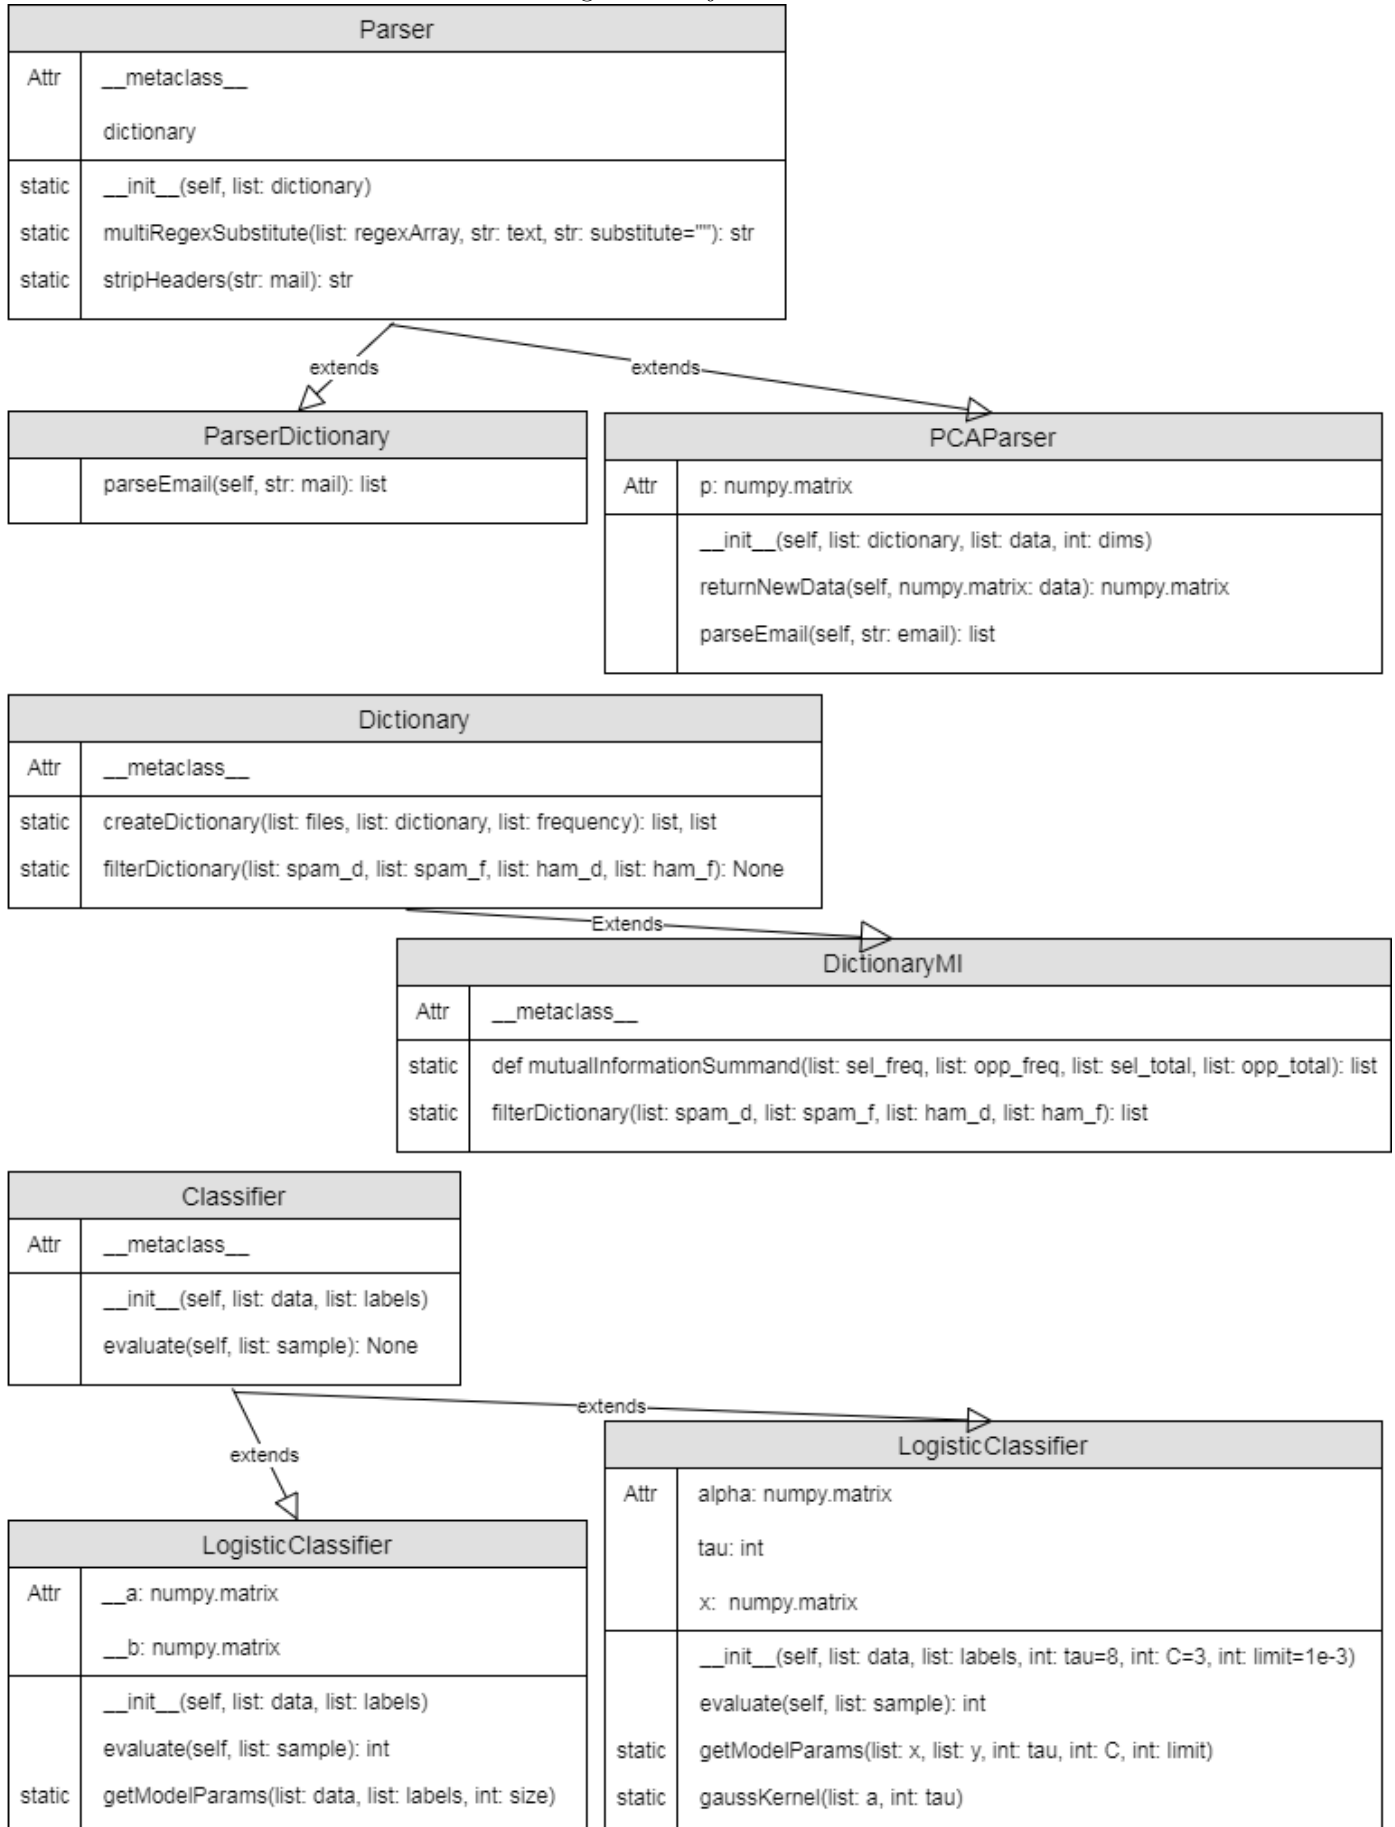 Parser
Attr __metaclass__
dictionary
static __init__(self, list: dictionary)
static multiRegexSubstitute(list: regexArray, str: text, str: substitute=""): str
static stripHeaders(str: mail): str
extends
extends
ParserDictionary
parseEmail(self, str: mail): list
PCAParser
Attr p: numpy.matrix
__init__(self, list: dictionary, list: data, int: dims)
returnNewData(self, numpy.matrix: data): numpy.matrix
parseEmail(self, str: email): list
Dictionary
Attr __metaclass__
static createDictionary(list: files, list: dictionary, list: frequency): list, list
static filterDictionary(list: spam_d, list: spam_f, list: ham_d, list: ham_f): None
Extends
DictionaryMI
Attr __metaclass__
static def mutualInformationSummand(list: sel_freq, list: opp_freq, list: sel_total, list: opp_total): list
static filterDictionary(list: spam_d, list: spam_f, list: ham_d, list: ham_f): list
Classifier
Attr __metaclass__
__init__(self, list: data, list: labels)
evaluate(self, list: sample): None
extends
extends
LogisticClassifier
Attr __a: numpy.matrix
__b: numpy.matrix
__init__(self, list: data, list: labels)
evaluate(self, list: sample): int
static getModelParams(list: data, list: labels, int: size)
LogisticClassifier
Attr alpha: numpy.matrix
tau: int
x: numpy.matrix
__init__(self, list: data, list: labels, int: tau=8, int: C=3, int: limit=1e-3)
evaluate(self, list: sample): int
static getModelParams(list: x, list: y, int: tau, int: C, int: limit)
static gaussKernel(list: a, int: tau)